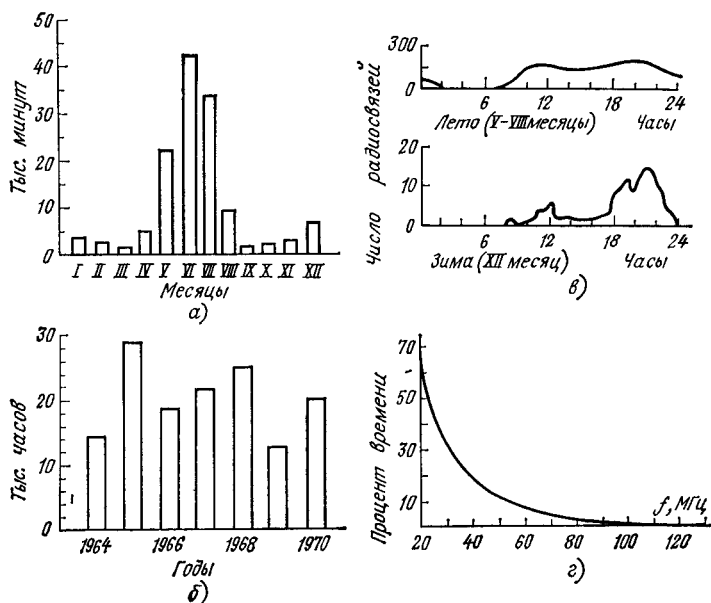 Тыс. минут
50
40
30
20
10
0
I II III IV V VI VII VIII IX X XI XII
Месяцы
а)
Число радиосвязей
300
0
6 12 18 24
Лето (V-VIII месяцы) Часы
20
10
0
6 12 18 24
Зима (XII месяц) Часы
в)
Тыс. часов
30
20
10
0
1964 1966 1968 1970
Годы
б)
Процент времени
70
50
30
10
f, МГц
20 40 60 80 100 120
г)